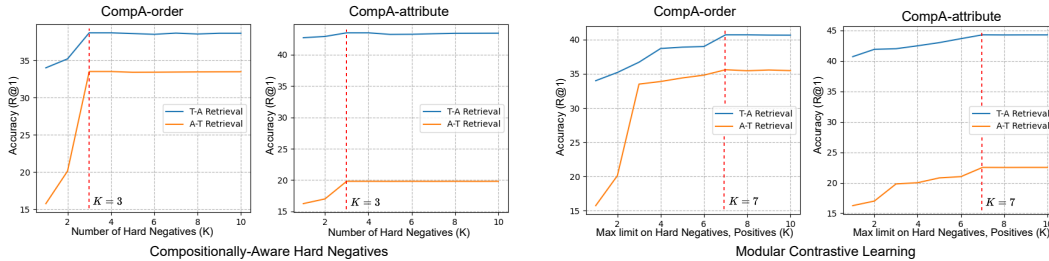 CompA-order
Accuracy (R@1)
35
30
25
20
15
T-A Retrieval
A-T Retrieval
K = 3
2
4
6
8
10
Number of Hard Negatives (K)
CompA-attribute
Accuracy (R@1)
40
35
30
25
20
15
T-A Retrieval
A-T Retrieval
K = 3
2
4
6
8
10
Number of Hard Negatives (K)
Compositionally-Aware Hard Negatives
CompA-order
Accuracy (R@1)
40
35
30
25
20
15
T-A Retrieval
A-T Retrieval
K = 7
2
4
6
8
10
Max limit on Hard Negatives, Positives (K)
CompA-attribute
Accuracy (R@1)
45
40
35
30
25
20
15
T-A Retrieval
A-T Retrieval
K = 7
2
4
6
8
10
Max limit on Hard Negatives, Positives (K)
Modular Contrastive Learning